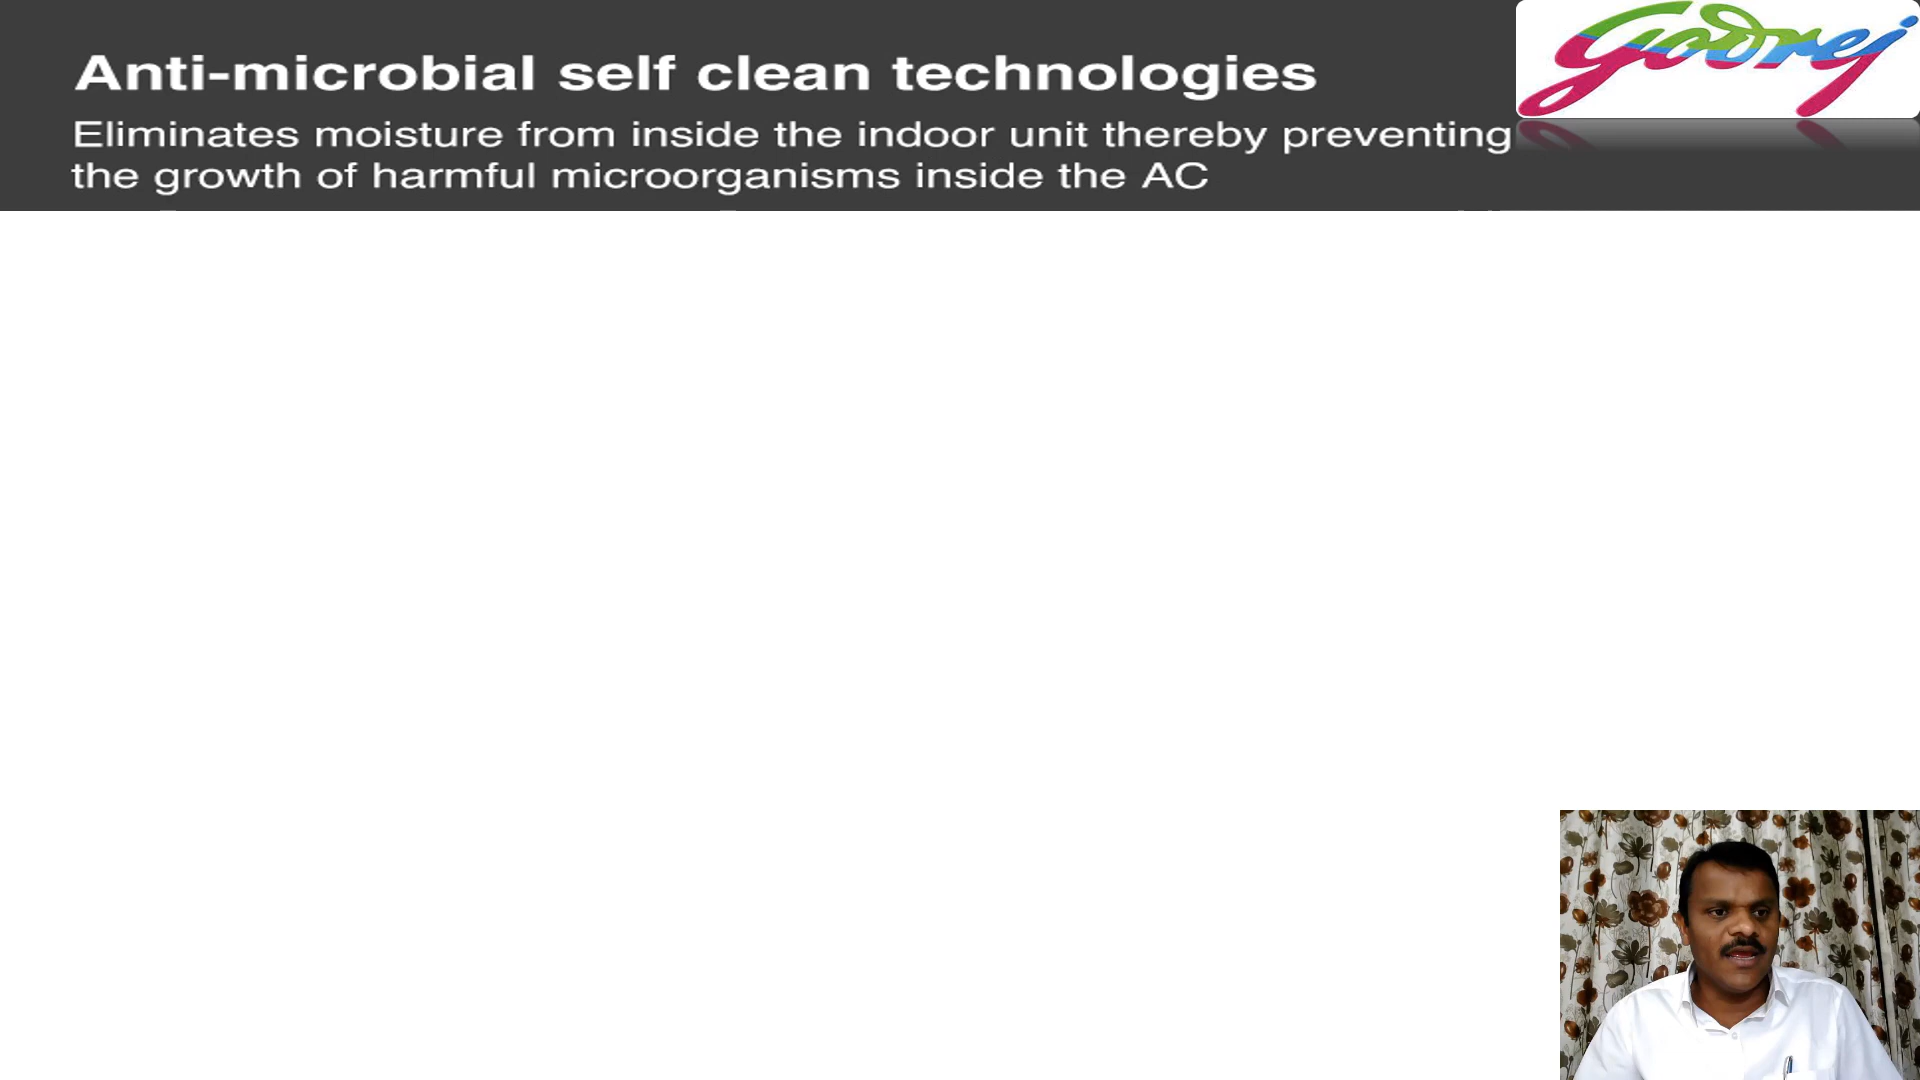 Anti-microbial self clean technologies
Godrej
Eliminates moisture from inside the indoor unit thereby preventing
the growth of harmful microorganisms inside the AC